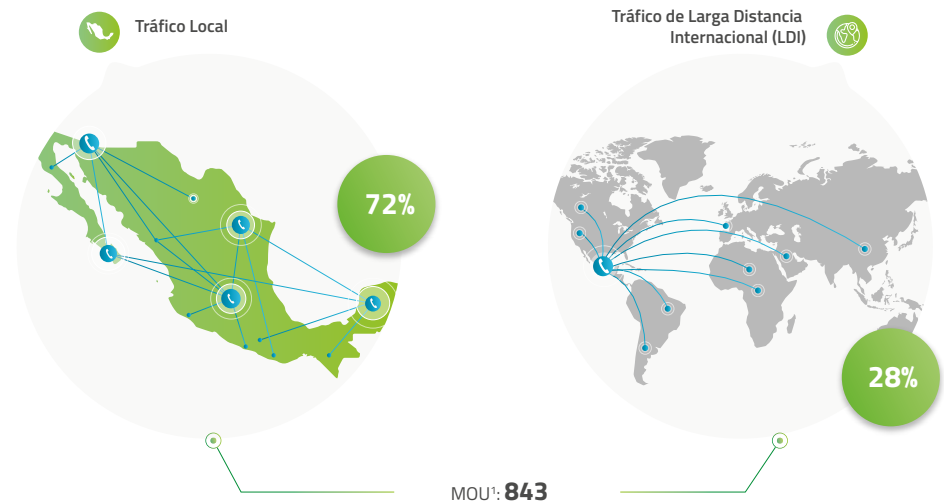 Tráfico Local
Tráfico de Larga Distancia
Internacional (LDI)
72%
28%
MOU¹: 843